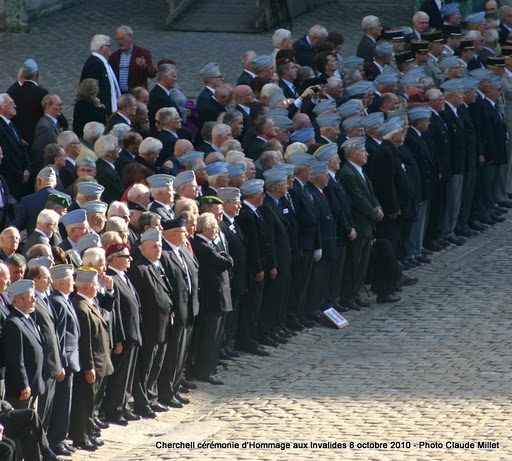 Cherchell cérémonie d'Hommage aux Invalides 8 octobre 2010 - Photo Claude Millet